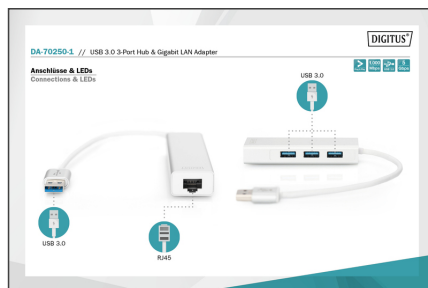 DIGITUS®
DA-70250-1 // USB 3.0 3-Port Hub & Gigabit LAN Adapter
Anschlüsse & LEDs
Connections & LEDs
USB 3.0
USB 3.0
RJ45